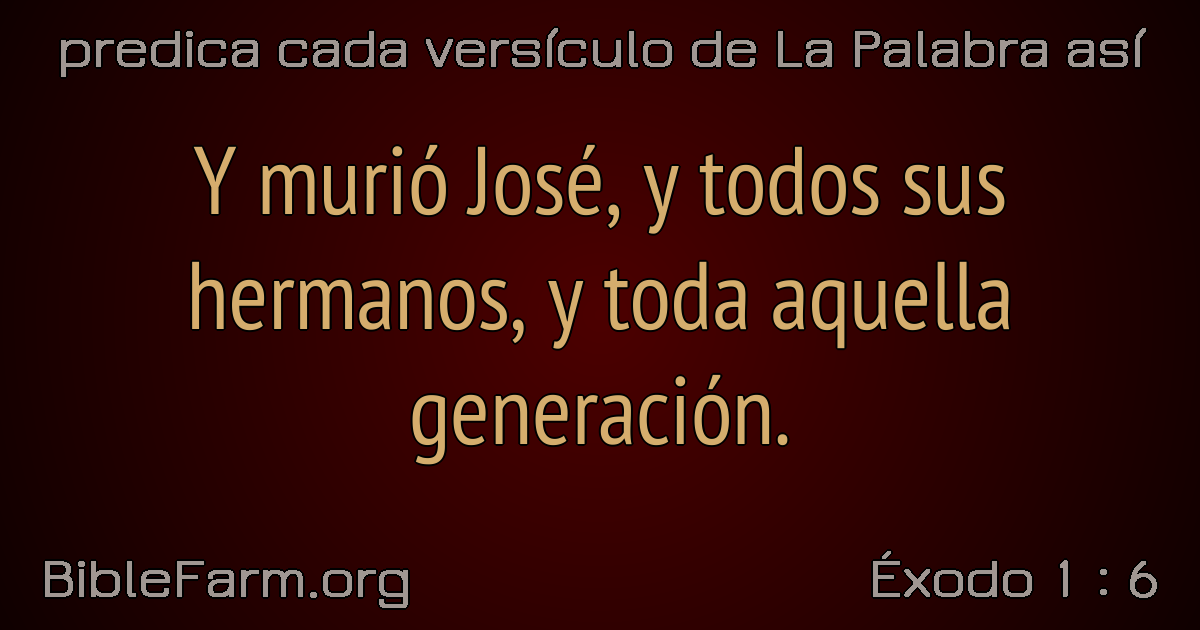 predica cada versículo de La Palabra así
Y murió José, y todos sus
hermanos, y toda aquella
generación.
BibleFarm.org
Éxodo 1 : 6